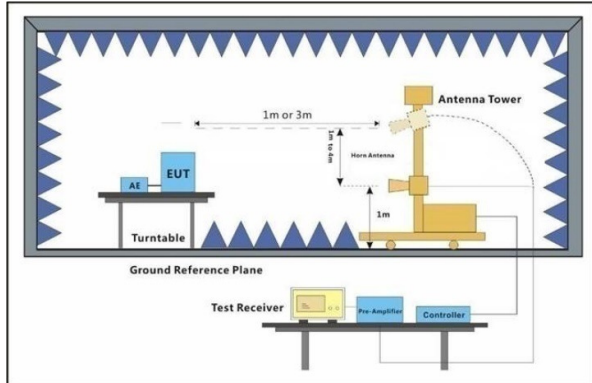 1m or 3m
Antenna Tower
1m to 4m
Horn Antenna
EUT
AE
1m
Turntable
Ground Reference Plane
Test Receiver
Pre-Amplifier
Controller